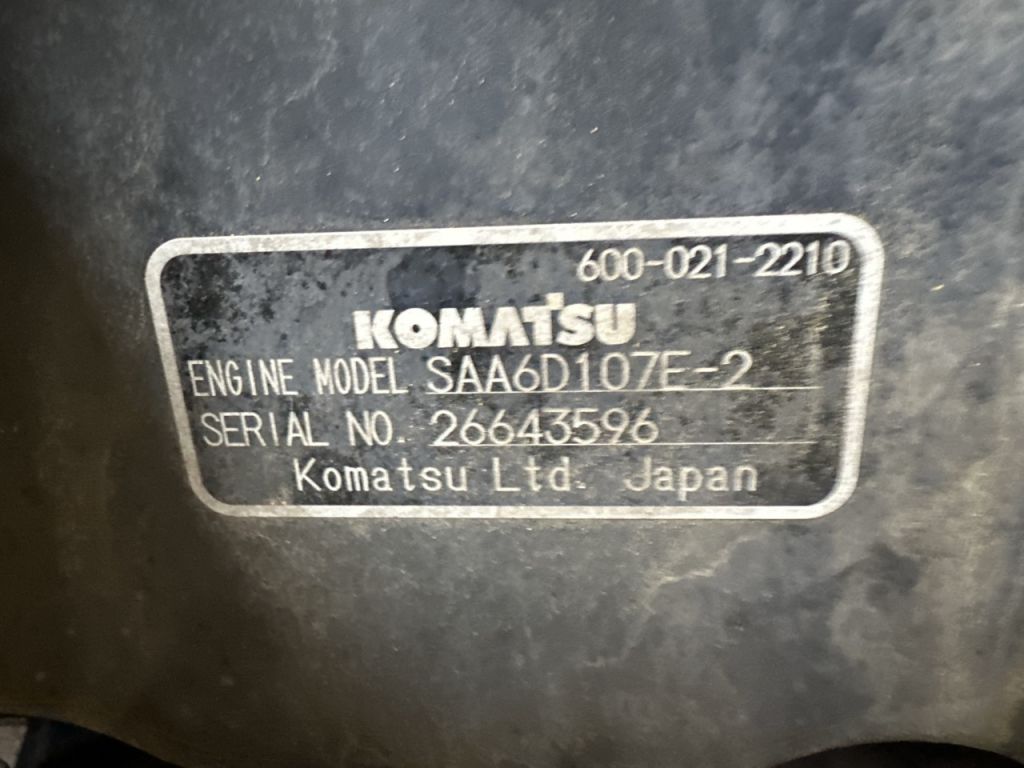 600-021-2210
KOMATSU
ENGINE MODEL SAA6D107E-2
SERIAL NO. 26643596
Komatsu Ltd. Japan